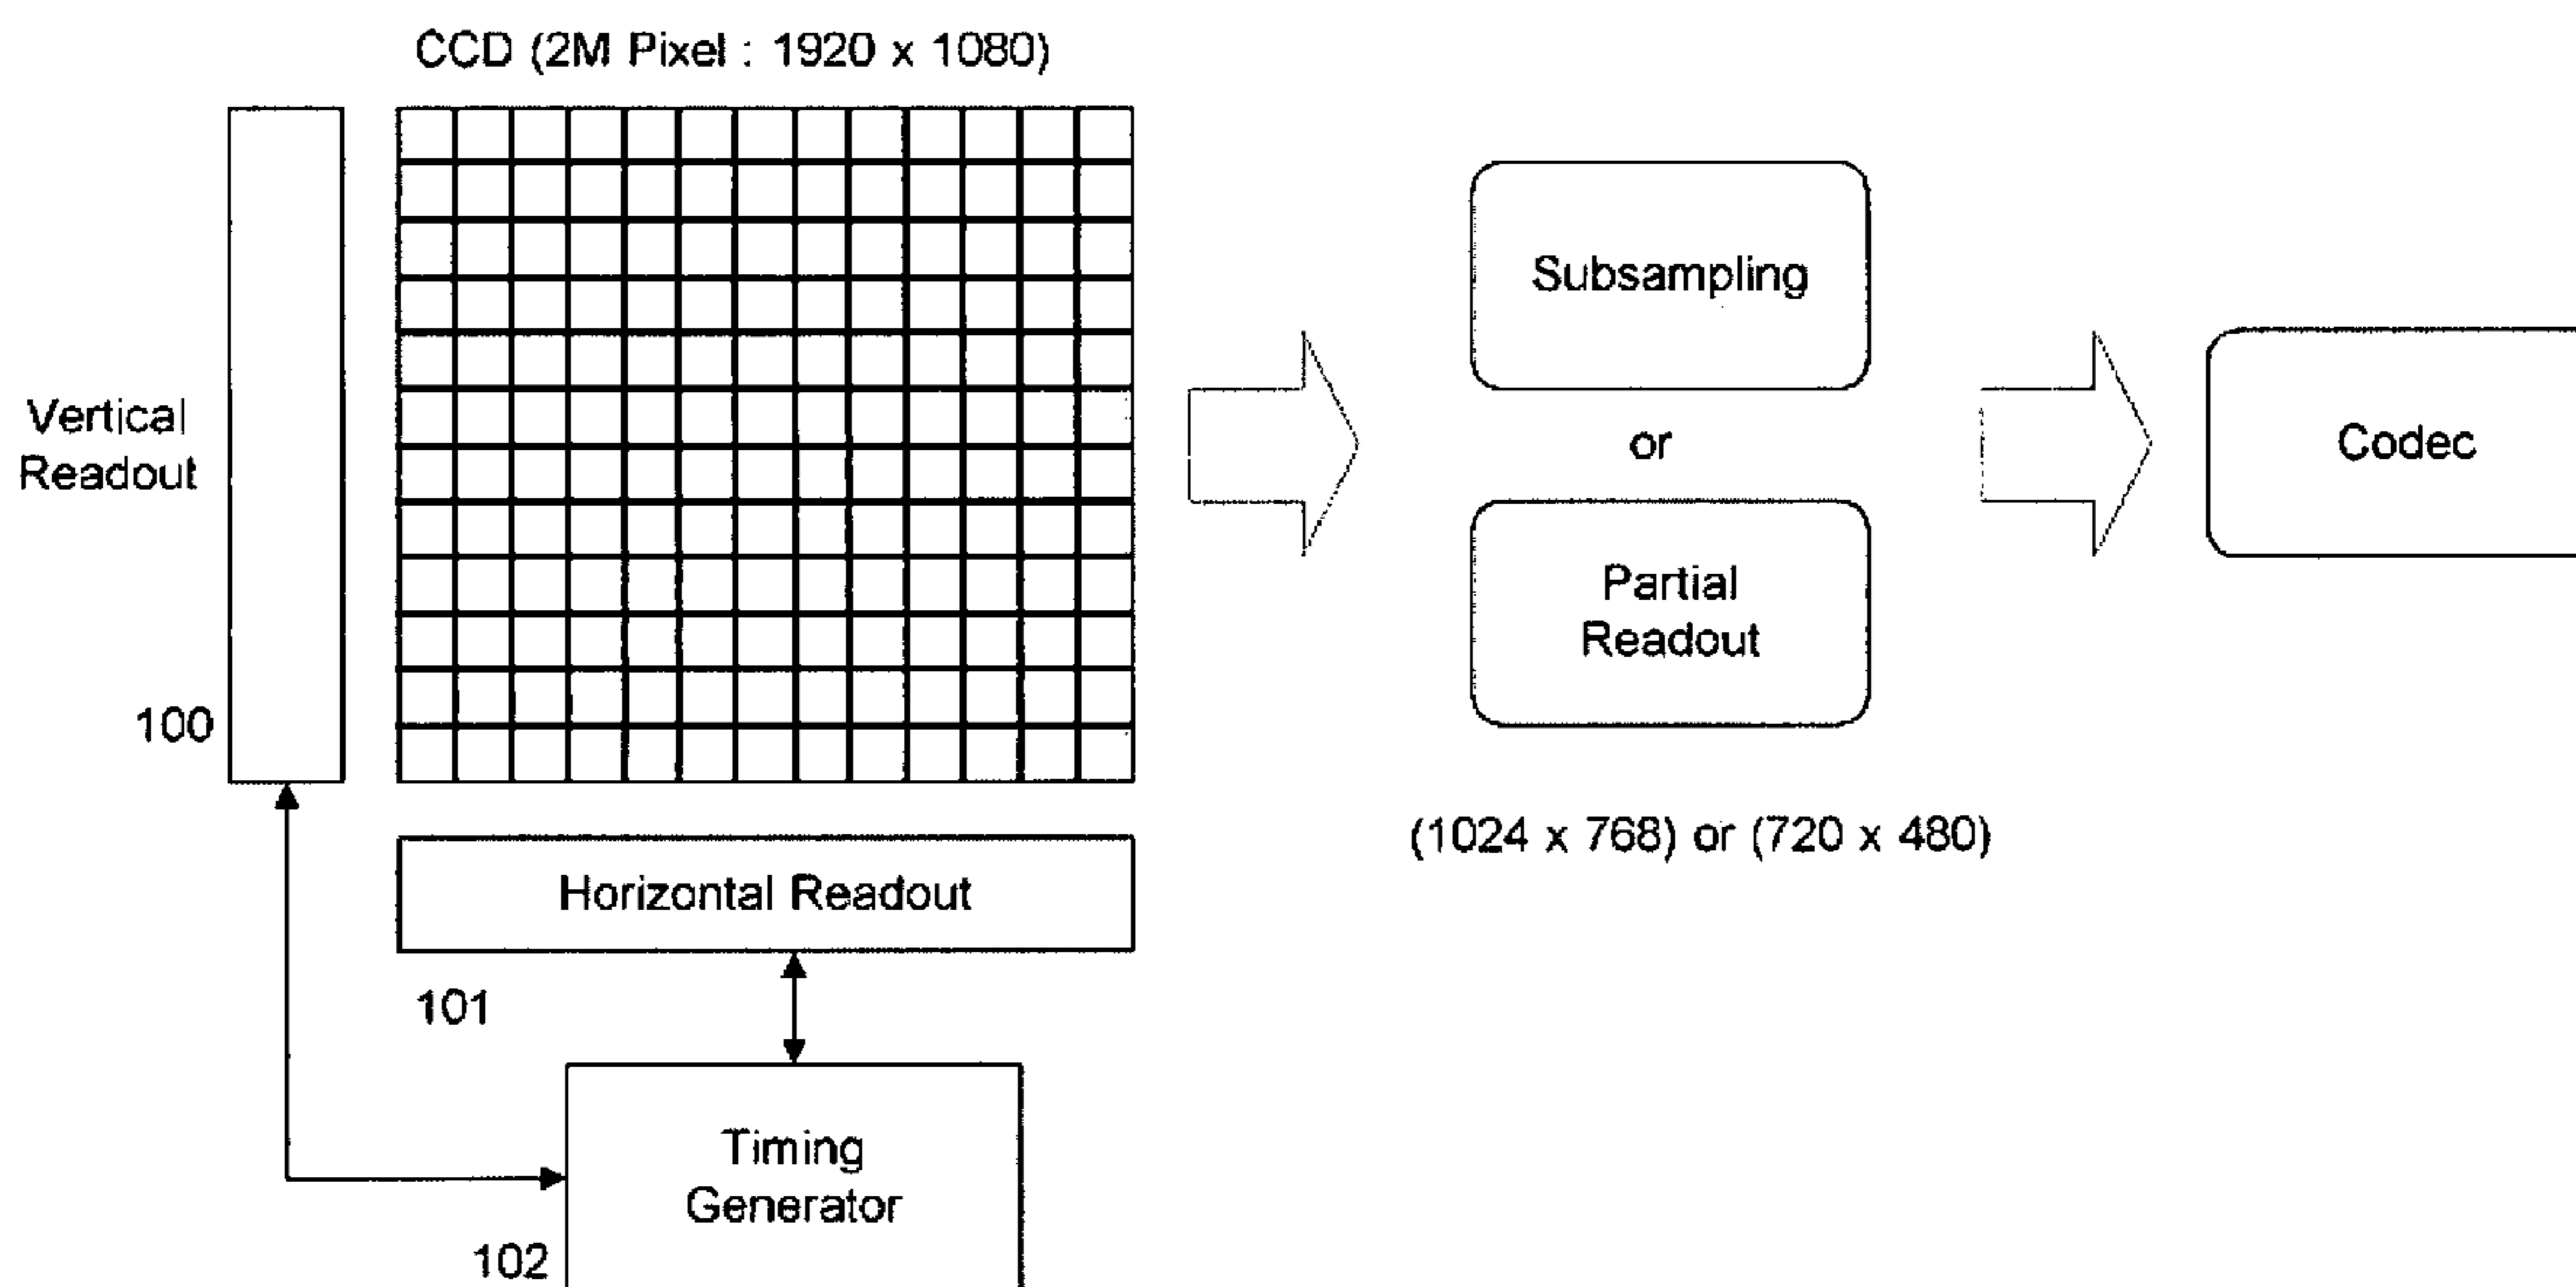 CCD (2M Pixel : 1920 x 1080)
Vertical
Readout
100
Subsampling
or
Partial
Readout
Codec
(1024 x 768) or (720 x 480)
Horizontal Readout
101
Timing
Generator
102